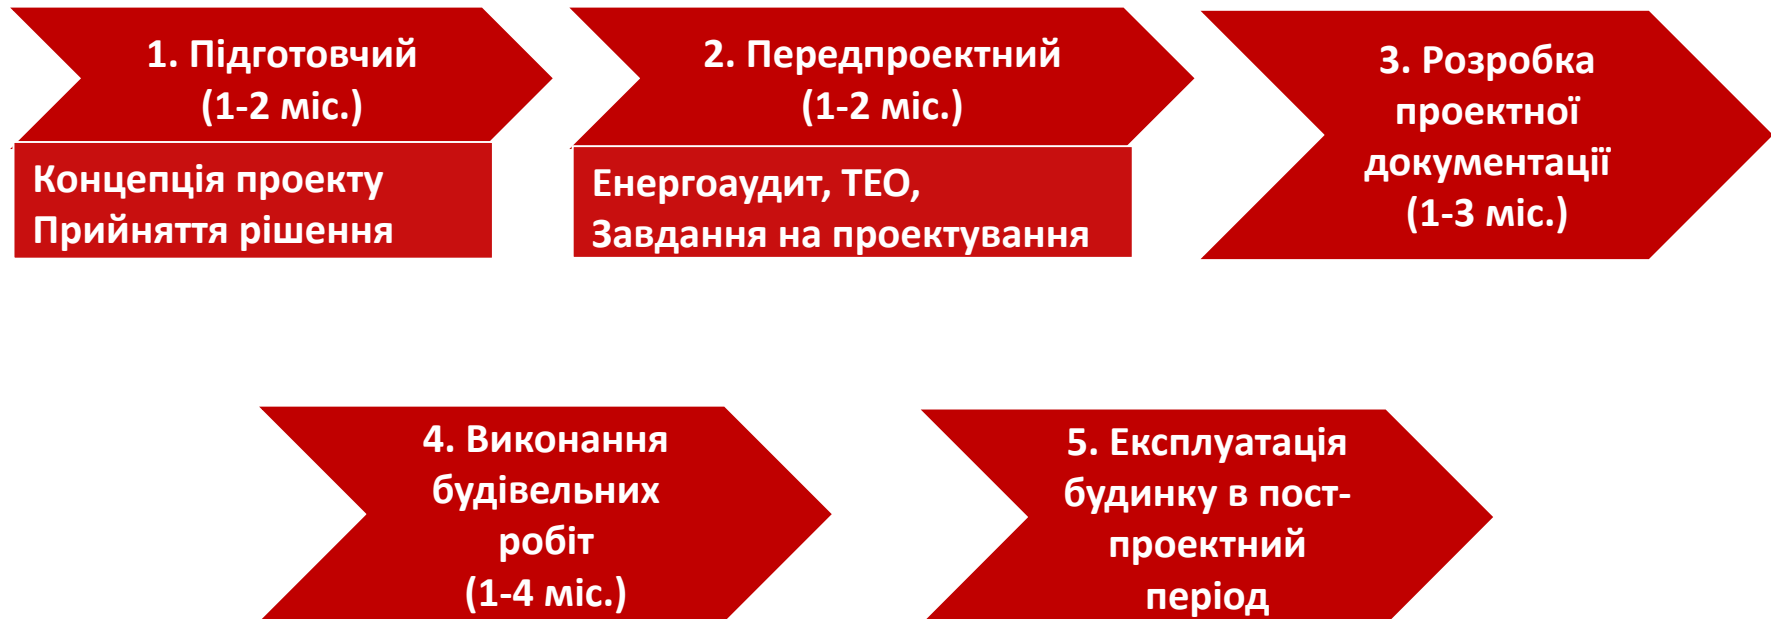 1. Підготовчий
(1-2 міс.)
Концепція проекту
Прийняття рішення
2. Передпроектний
(1-2 міс.)
Енергоаудит, ТЕО,
Завдання на проектування
3. Розробка
проектної
документації
(1-3 міс.)
4. Виконання
будівельних
робіт
(1-4 міс.)
5. Експлуатація
будинку в пост-
проектний
період